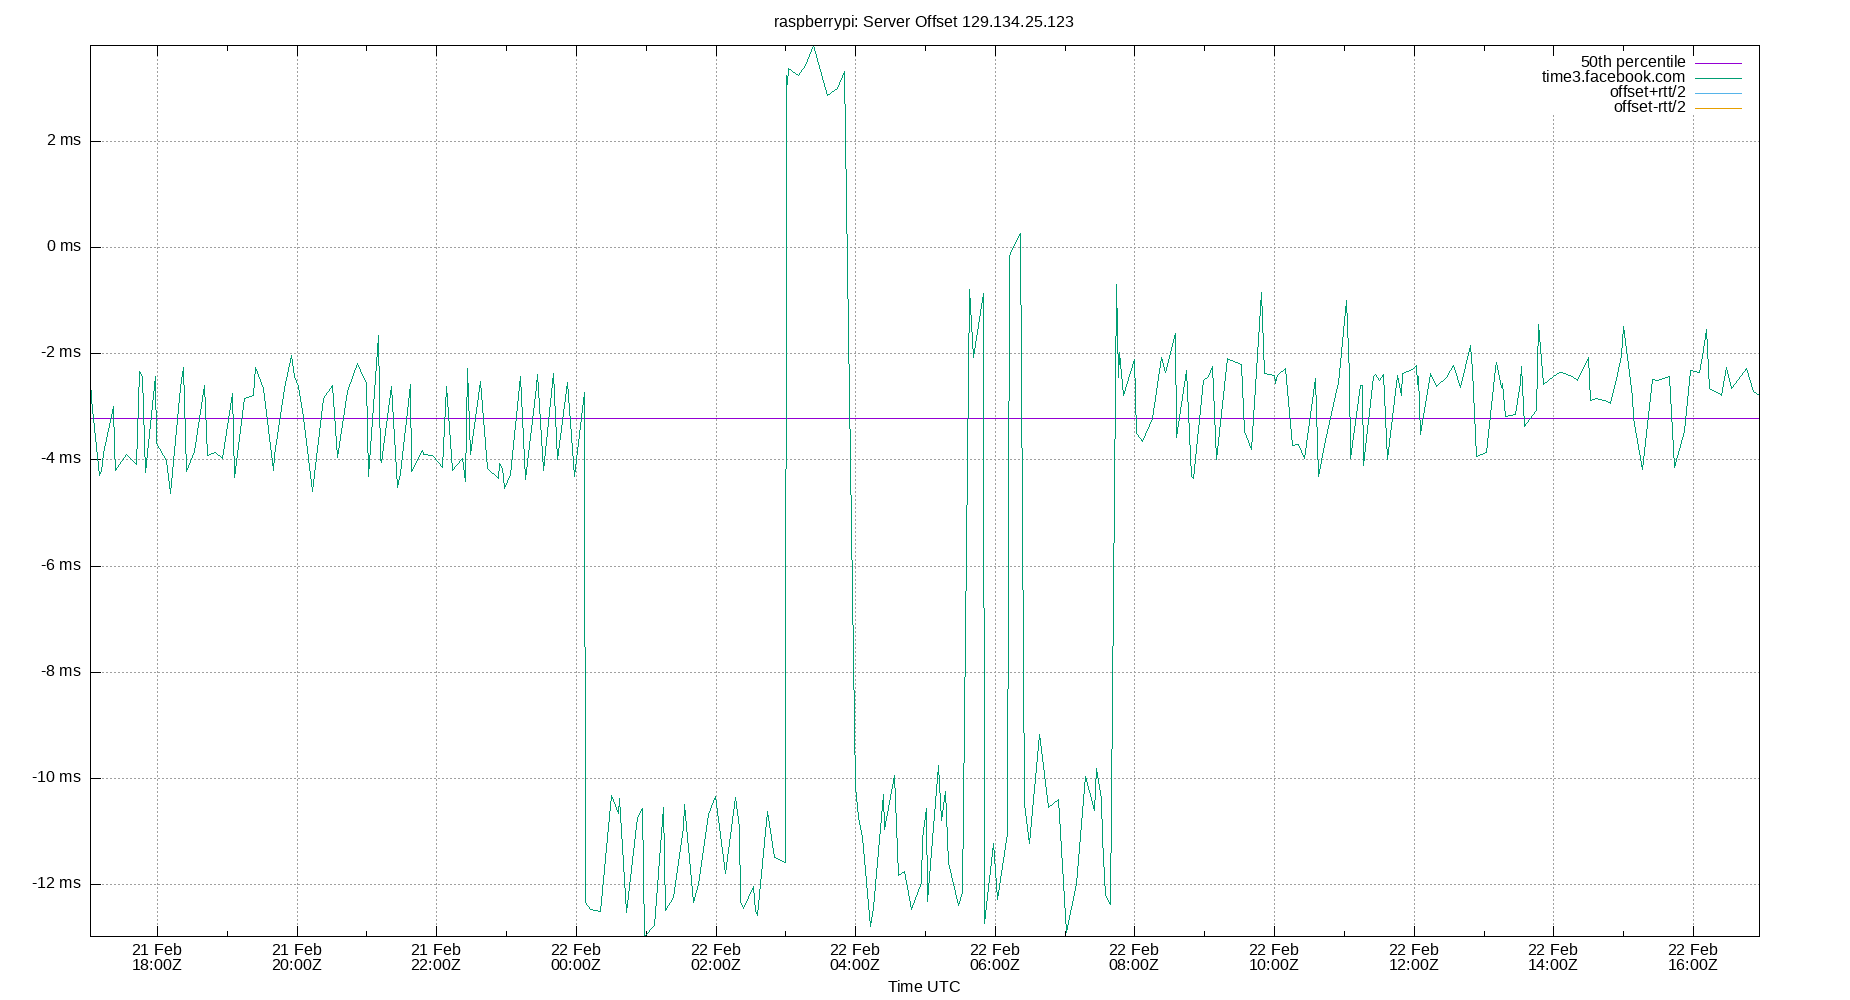 raspberrypi: Server Offset 129.134.25.123
50th percentile
time3.facebook.com
offset+rtt/2
offset-rtt/2
2 ms
0 ms
-2 ms
-4 ms
-6 ms
-8 ms
-10 ms
-12 ms
21 Feb 21 Feb 21 Feb 22 Feb 22 Feb 22 Feb 22 Feb 22 Feb 22 Feb 22 Feb 22 Feb 22 Feb
18:00Z 20:00Z 22:00Z 00:00Z 02:00Z 04:00Z 06:00Z 08:00Z 10:00Z 12:00Z 14:00Z 16:00Z
Time UTC